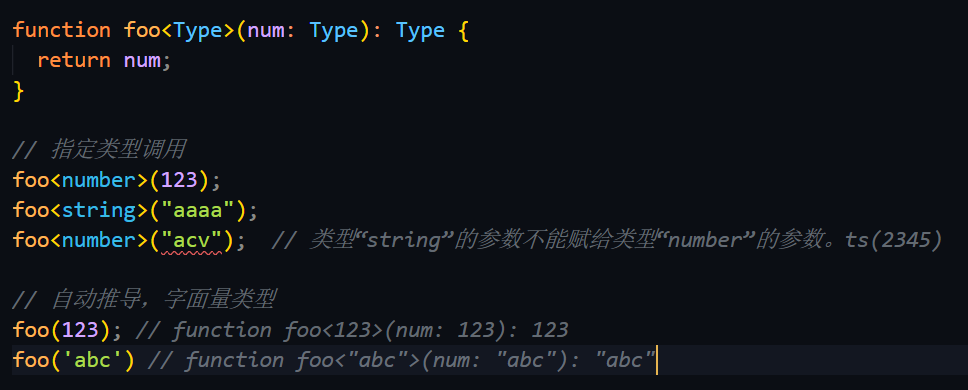 function foo<Type>(num: Type): Type {
  return num;
}
// 指定类型调用
foo<number>(123);
foo<string>("aaaa");
foo<number>("acv");  // 类型“string”的参数不能赋给类型“number”的参数。ts(2345)
// 自动推导，字面量类型
foo(123); // function foo<123>(num: 123): 123
foo('abc') // function foo<"abc">(num: "abc"): "abc"